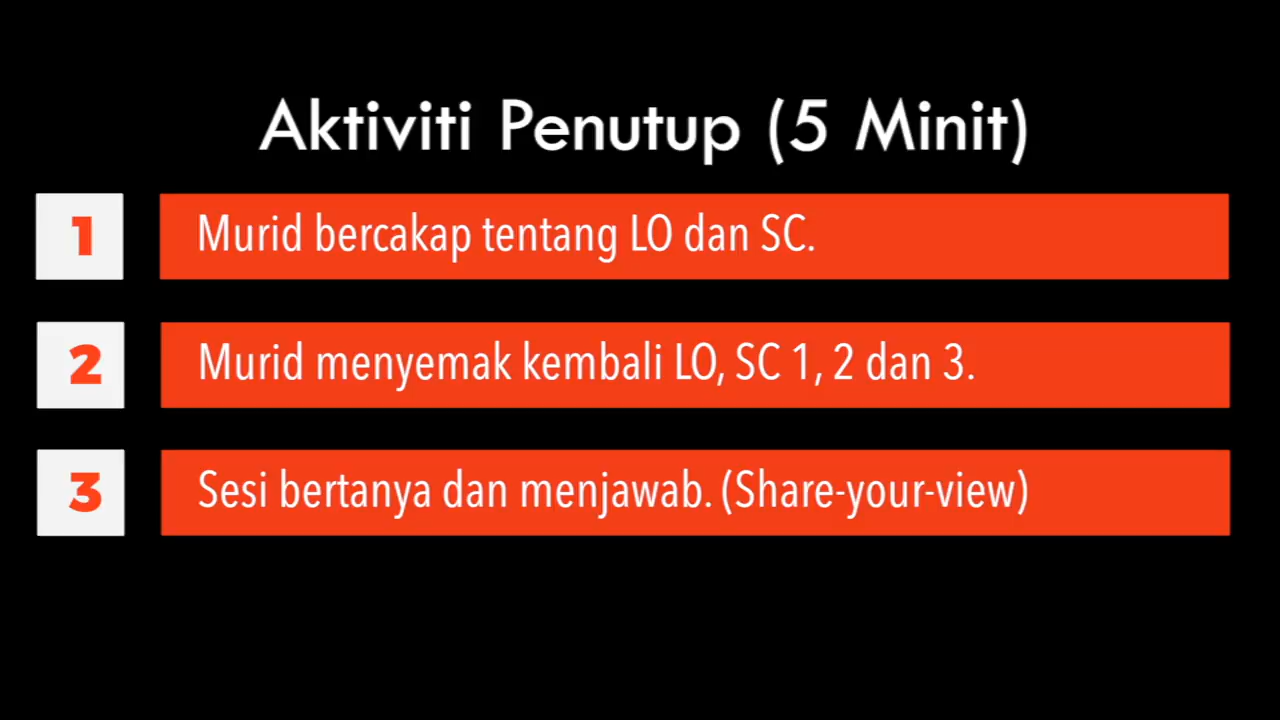 Aktiviti Penutup (5 Minit)
1 Murid bercakap tentang LO dan SC.
2 Murid menyemak kembali LO, SC 1, 2 dan 3.
3 Sesi bertanya dan menjawab. (Share-your-view)